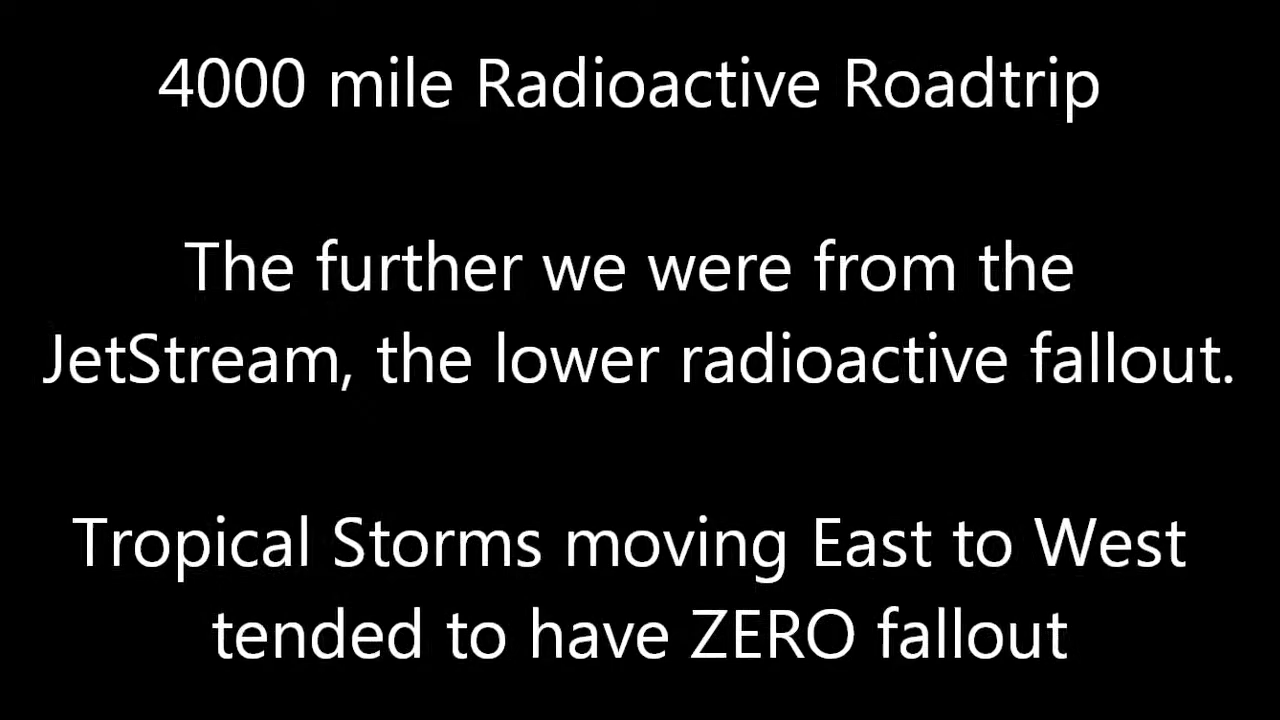 4000 mile Radioactive Roadtrip
The further we were from the
JetStream, the lower radioactive fallout.
Tropical Storms moving East to West
tended to have ZERO fallout